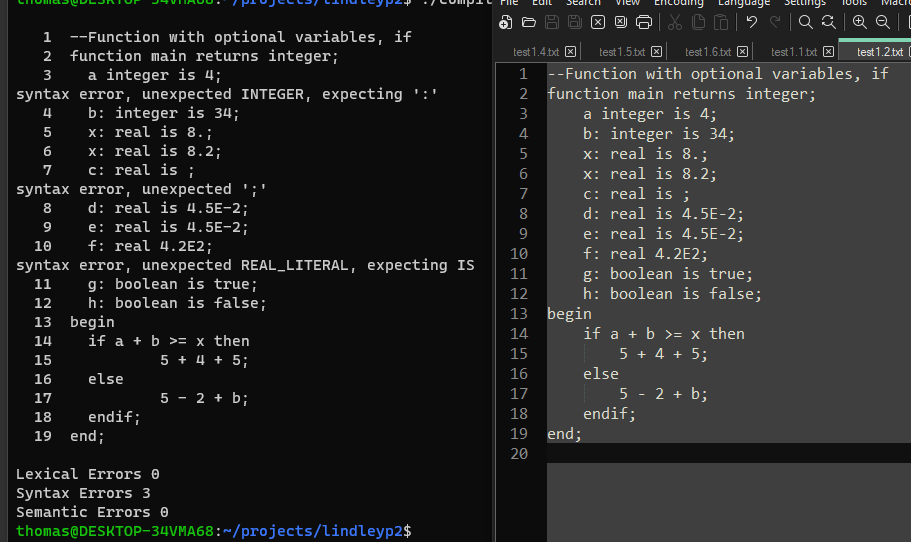 thomas@DESKTOP-34VMA68:~/projects/lindleyp2$ ./compil
1 --Function with optional variables, if
2 function main returns integer;
3 a integer is 4;
syntax error, unexpected INTEGER, expecting ':'
4 b: integer is 34;
5 x: real is 8.;
6 x: real is 8.2;
7 c: real is ;
syntax error, unexpected ';'
8 d: real is 4.5E-2;
9 e: real is 4.5E-2;
10 f: real 4.2E2;
syntax error, unexpected REAL_LITERAL, expecting IS
11 g: boolean is true;
12 h: boolean is false;
13 begin
14 if a + b >= x then
15 5 + 4 + 5;
16 else
17 5 - 2 + b;
18 endif;
19 end;
Lexical Errors 0
Syntax Errors 3
Semantic Errors 0
thomas@DESKTOP-34VMA68:~/projects/lindleyp2$
File Edit Search View Encoding Language Settings Tools Macro
test1.4.txt test1.5.txt test1.6.txt test1.1.txt test1.2.txt
1 --Function with optional variables, if
2 function main returns integer;
3 a integer is 4;
4 b: integer is 34;
5 x: real is 8.;
6 x: real is 8.2;
7 c: real is ;
8 d: real is 4.5E-2;
9 e: real is 4.5E-2;
10 f: real 4.2E2;
11 g: boolean is true;
12 h: boolean is false;
13 begin
14 if a + b >= x then
15 5 + 4 + 5;
16 else
17 5 - 2 + b;
18 endif;
19 end;
20